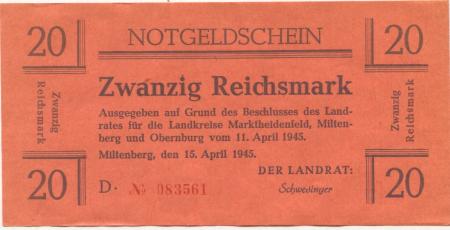 20 NOTGELDSCHEIN 20
Zwanzig Reichsmark
Zwanzig
Reichsmark
Ausgegeben auf Grund des Beschlusses des Land-
rates für die Landkreise Marktheidenfeld, Milten-
berg und Obernburg vom 11. April 1945.
Miltenberg, den 15. April 1945.
Zwanzig
Reichsmark
DER LANDRAT:
Schwesinger
20 D· № 083561 20